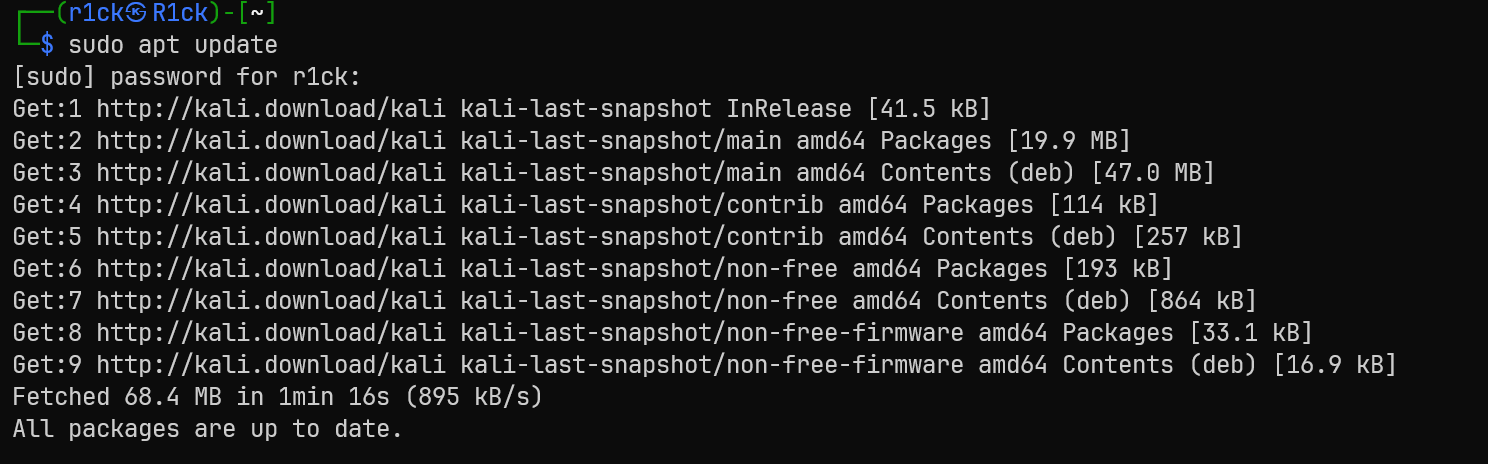 ┌──(r1ck㉿R1ck)-[~]
└─$ sudo apt update
[sudo] password for r1ck:
Get:1 http://kali.download/kali kali-last-snapshot InRelease [41.5 kB]
Get:2 http://kali.download/kali kali-last-snapshot/main amd64 Packages [19.9 MB]
Get:3 http://kali.download/kali kali-last-snapshot/main amd64 Contents (deb) [47.0 MB]
Get:4 http://kali.download/kali kali-last-snapshot/contrib amd64 Packages [114 kB]
Get:5 http://kali.download/kali kali-last-snapshot/contrib amd64 Contents (deb) [257 kB]
Get:6 http://kali.download/kali kali-last-snapshot/non-free amd64 Packages [193 kB]
Get:7 http://kali.download/kali kali-last-snapshot/non-free amd64 Contents (deb) [864 kB]
Get:8 http://kali.download/kali kali-last-snapshot/non-free-firmware amd64 Packages [33.1 kB]
Get:9 http://kali.download/kali kali-last-snapshot/non-free-firmware amd64 Contents (deb) [16.9 kB]
Fetched 68.4 MB in 1min 16s (895 kB/s)
All packages are up to date.